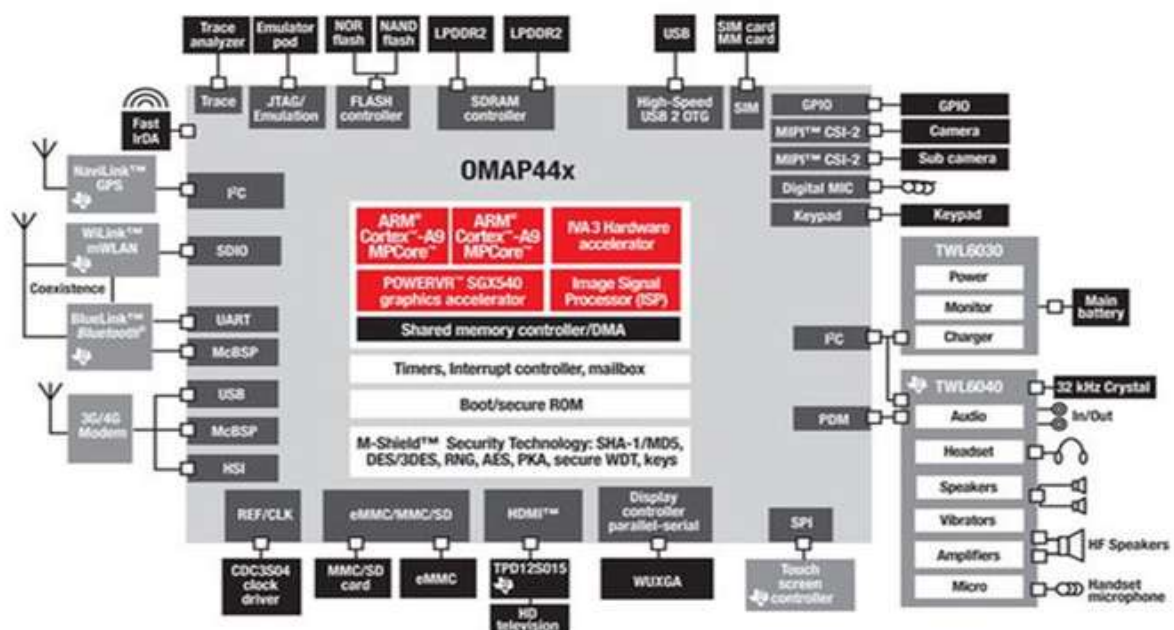 Trace
analyzer
Emulator
pod
NOR
flash
NAND
flash
LPDDR2
LPDDR2
USB
SIM card
MM card
Trace
JTAG/
Emulation
FLASH
controller
SDRAM
controller
High-Speed
USB 2 OTG
SIM
GPIO
GPIO
MIPI™ CSI-2
Camera
MIPI™ CSI-2
Sub camera
Digital MIC
Keypad
Keypad
Fast
IrDA
NaviLink™
GPS
I²C
WiLink™
mWLAN
SDIO
Coexistence
BlueLink™
Bluetooth®
UART
McBSP
3G/4G
Modem
USB
McBSP
HSI
OMAP44x
ARM®
Cortex™-A9
MPCore™
ARM®
Cortex™-A9
MPCore™
IVA 3 Hardware
accelerator
POWERVR™ SGX540
graphics accelerator
Image Signal
Processor (ISP)
Shared memory controller/DMA
Timers, Interrupt controller, mailbox
Boot/secure ROM
M-Shield™ Security Technology: SHA-1/MD5,
DES/3DES, RNG, AES, PKA, secure WDT, keys
I²C
PDM
TWL6030
Power
Monitor
Charger
Main
battery
TWL6040
32 kHz Crystal
Audio
In/Out
Headset
Speakers
Vibrators
Amplifiers
HF Speakers
Micro
Handset
microphone
REF/CLK
eMMC/MMC/SD
HDMI™
Display
controller
parallel-serial
SPI
CDC3S04
clock
driver
MMC/SD
card
eMMC
TPD12S015
HD
television
WUXGA
Touch
screen
controller